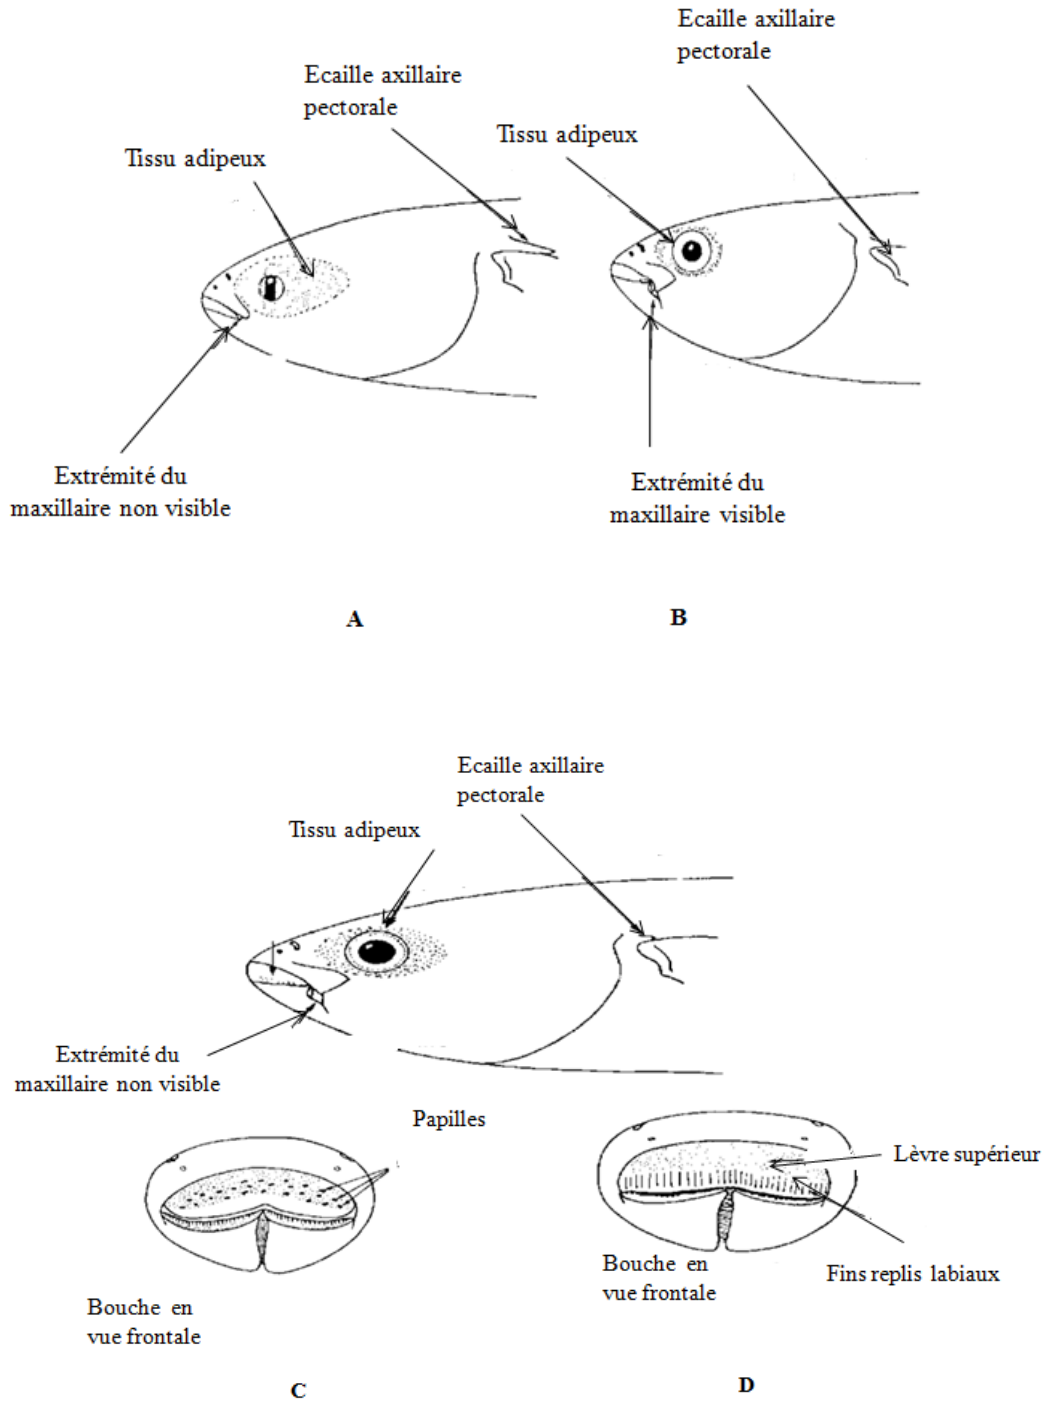 Ecaille axillaire
pectorale
Tissu adipeux
Extrémité du
maxillaire non visible
A
Ecaille axillaire
pectorale
Tissu adipeux
Extrémité du
maxillaire visible
B
Ecaille axillaire
pectorale
Tissu adipeux
Extrémité du
maxillaire non visible
Papilles
Bouche en
vue frontale
C
Lèvre supérieur
Fins replis labiaux
Bouche en
vue frontale
D